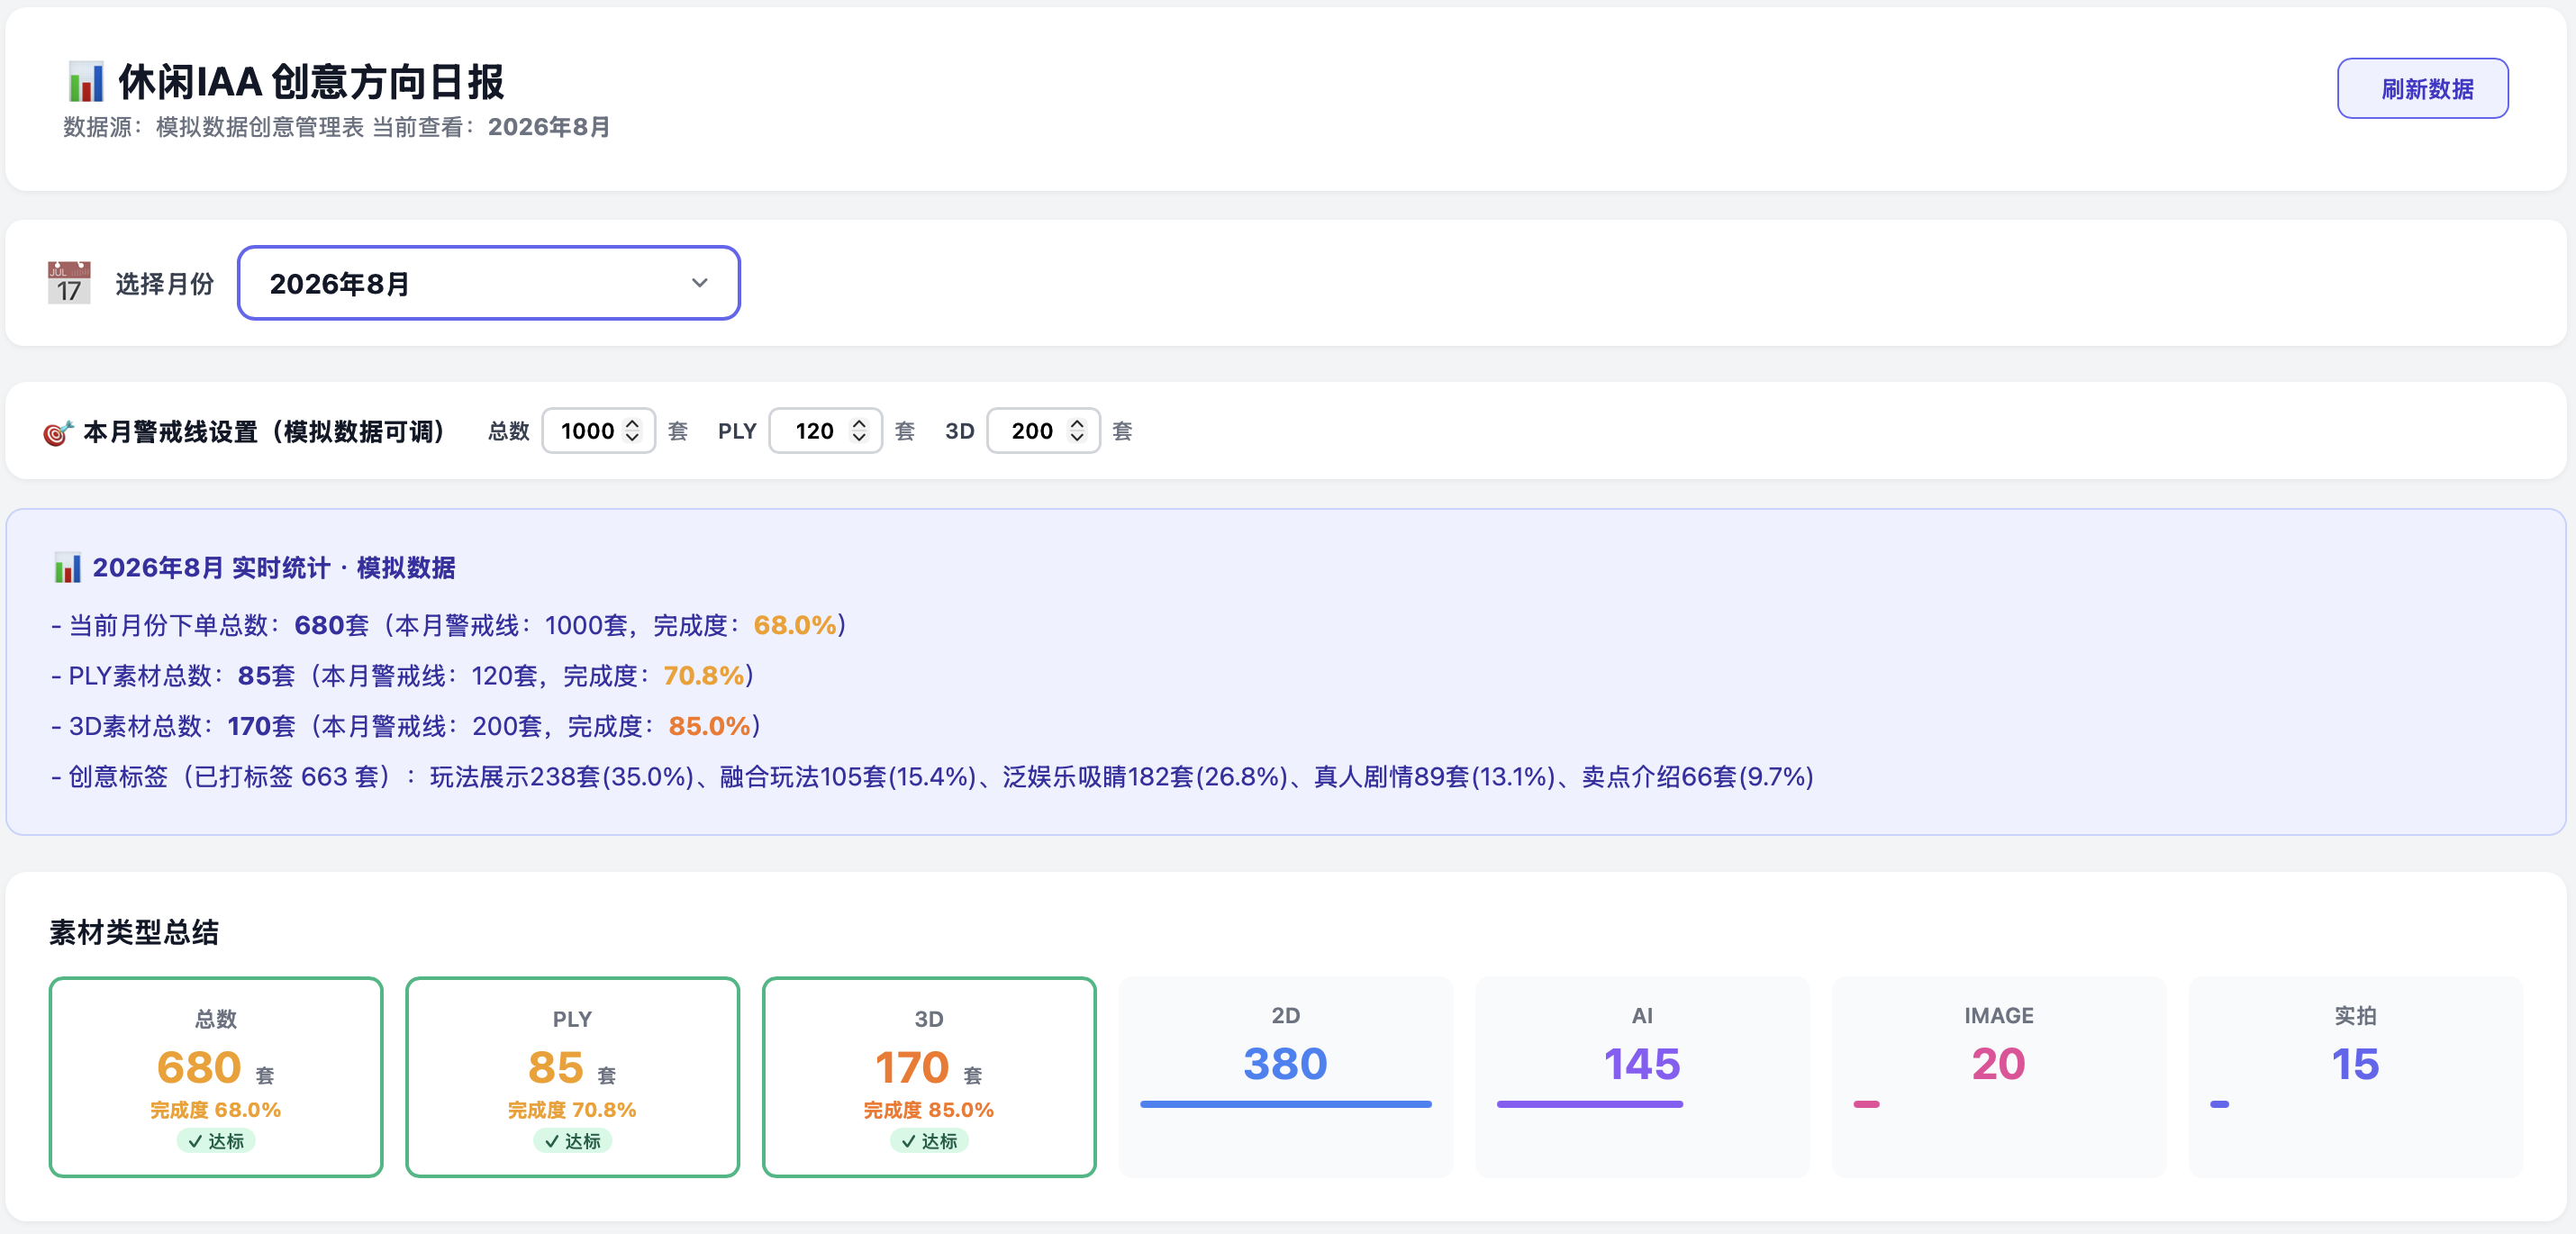 📊 休闲IAA 创意方向日报
数据源：模拟数据创意管理表 当前查看：2026年8月
刷新数据
JUL 17 选择月份 2026年8月
🎯 本月警戒线设置（模拟数据可调） 总数 1000 套 PLY 120 套 3D 200 套
📊 2026年8月 实时统计 · 模拟数据
- 当前月份下单总数：680套（本月警戒线：1000套，完成度：68.0%）
- PLY素材总数：85套（本月警戒线：120套，完成度：70.8%）
- 3D素材总数：170套（本月警戒线：200套，完成度：85.0%）
- 创意标签（已打标签 663 套）：玩法展示238套(35.0%)、融合玩法105套(15.4%)、泛娱乐吸睛182套(26.8%)、真人剧情89套(13.1%)、卖点介绍66套(9.7%)
素材类型总结
总数
680 套
完成度 68.0%
✓ 达标
PLY
85 套
完成度 70.8%
✓ 达标
3D
170 套
完成度 85.0%
✓ 达标
2D
380
AI
145
IMAGE
20
实拍
15